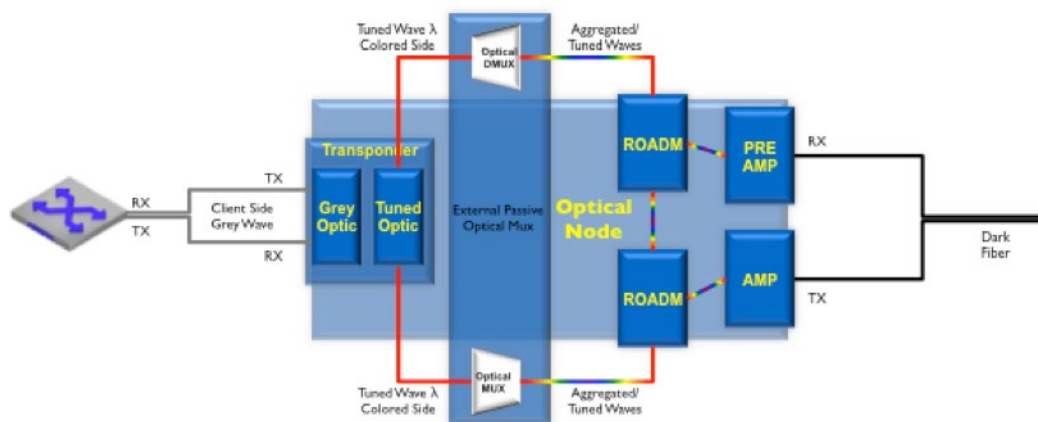 Tuned Wave λ
Colored Side
Optical
DMUX
Aggregated/
Tuned Waves
Transponder
ROADM
PRE
AMP
RX
TX
RX
TX
Client Side
Grey Wave
RX
Grey
Optic
Tuned
Optic
External Passive
Optical Mux
Optical
Node
Dark
Fiber
ROADM
AMP
TX
Tuned Wave λ
Colored Side
Optical
MUX
Aggregated/
Tuned Waves